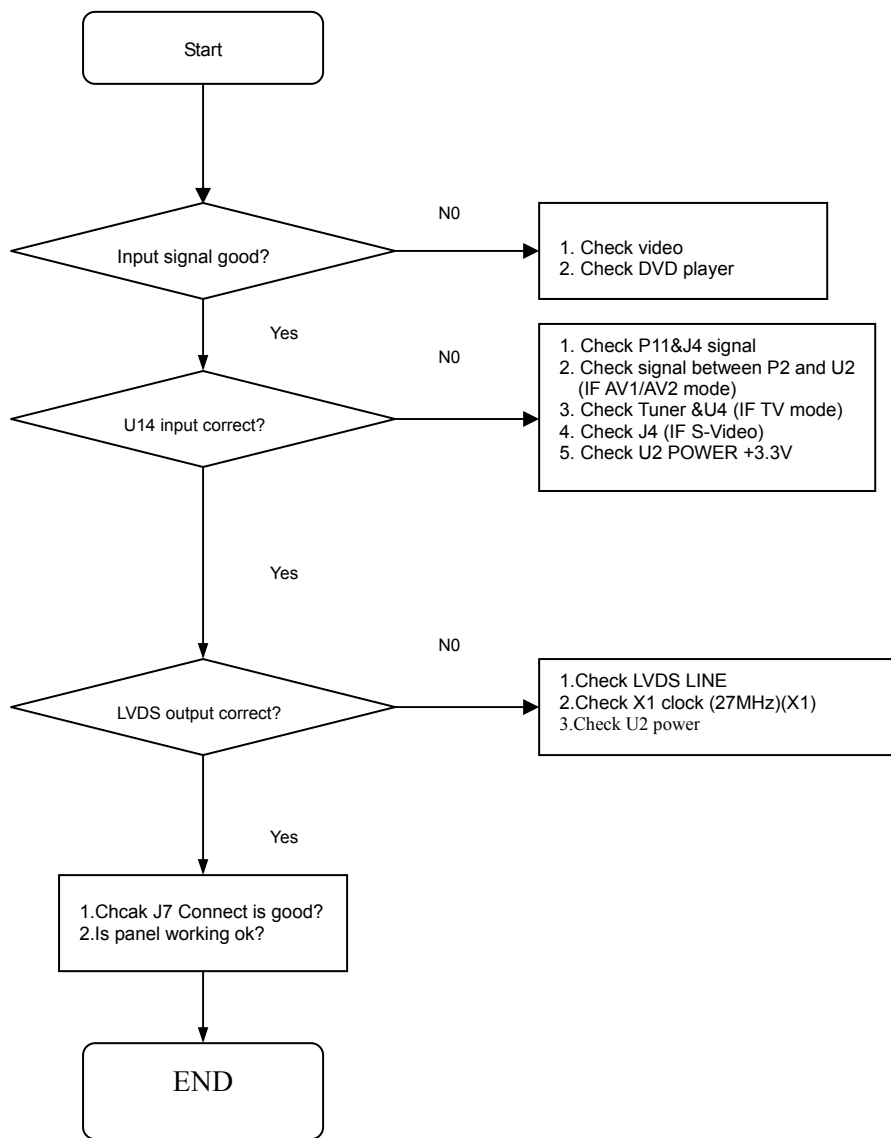 Start
Input signal good?
N0
1. Check video
2. Check DVD player
Yes
U14 input correct?
N0
1. Check P11&J4 signal
2. Check signal between P2 and U2
(IF AV1/AV2 mode)
3. Check Tuner &U4 (IF TV mode)
4. Check J4 (IF S-Video)
5. Check U2 POWER +3.3V
Yes
LVDS output correct?
N0
1.Check LVDS LINE
2.Check X1 clock (27MHz)(X1)
3.Check U2 power
Yes
1.Chcak J7 Connect is good?
2.Is panel working ok?
END